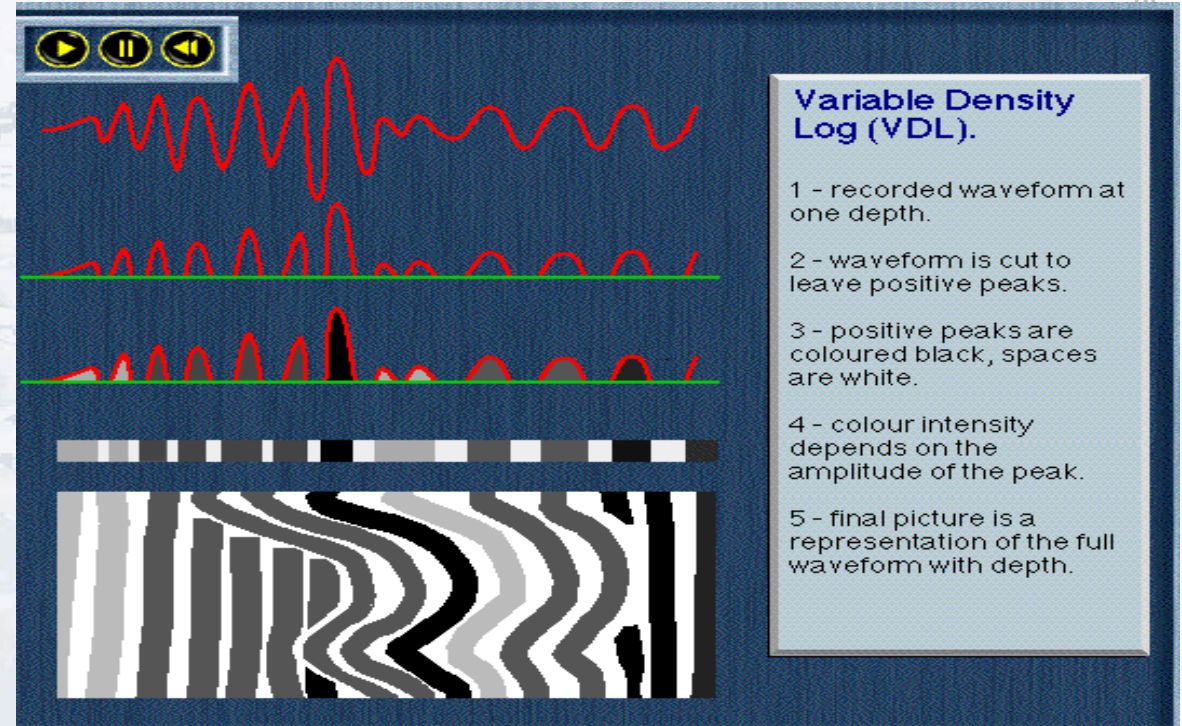 Variable Density
Log (VDL).
1 - recorded waveform at
one depth.
2 - waveform is cut to
leave positive peaks.
3 - positive peaks are
coloured black, spaces
are white.
4 - colour intensity
depends on the
amplitude of the peak.
5 - final picture is a
representation of the full
waveform with depth.